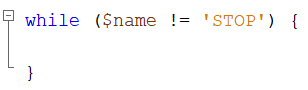 while ($name != 'STOP') {
}